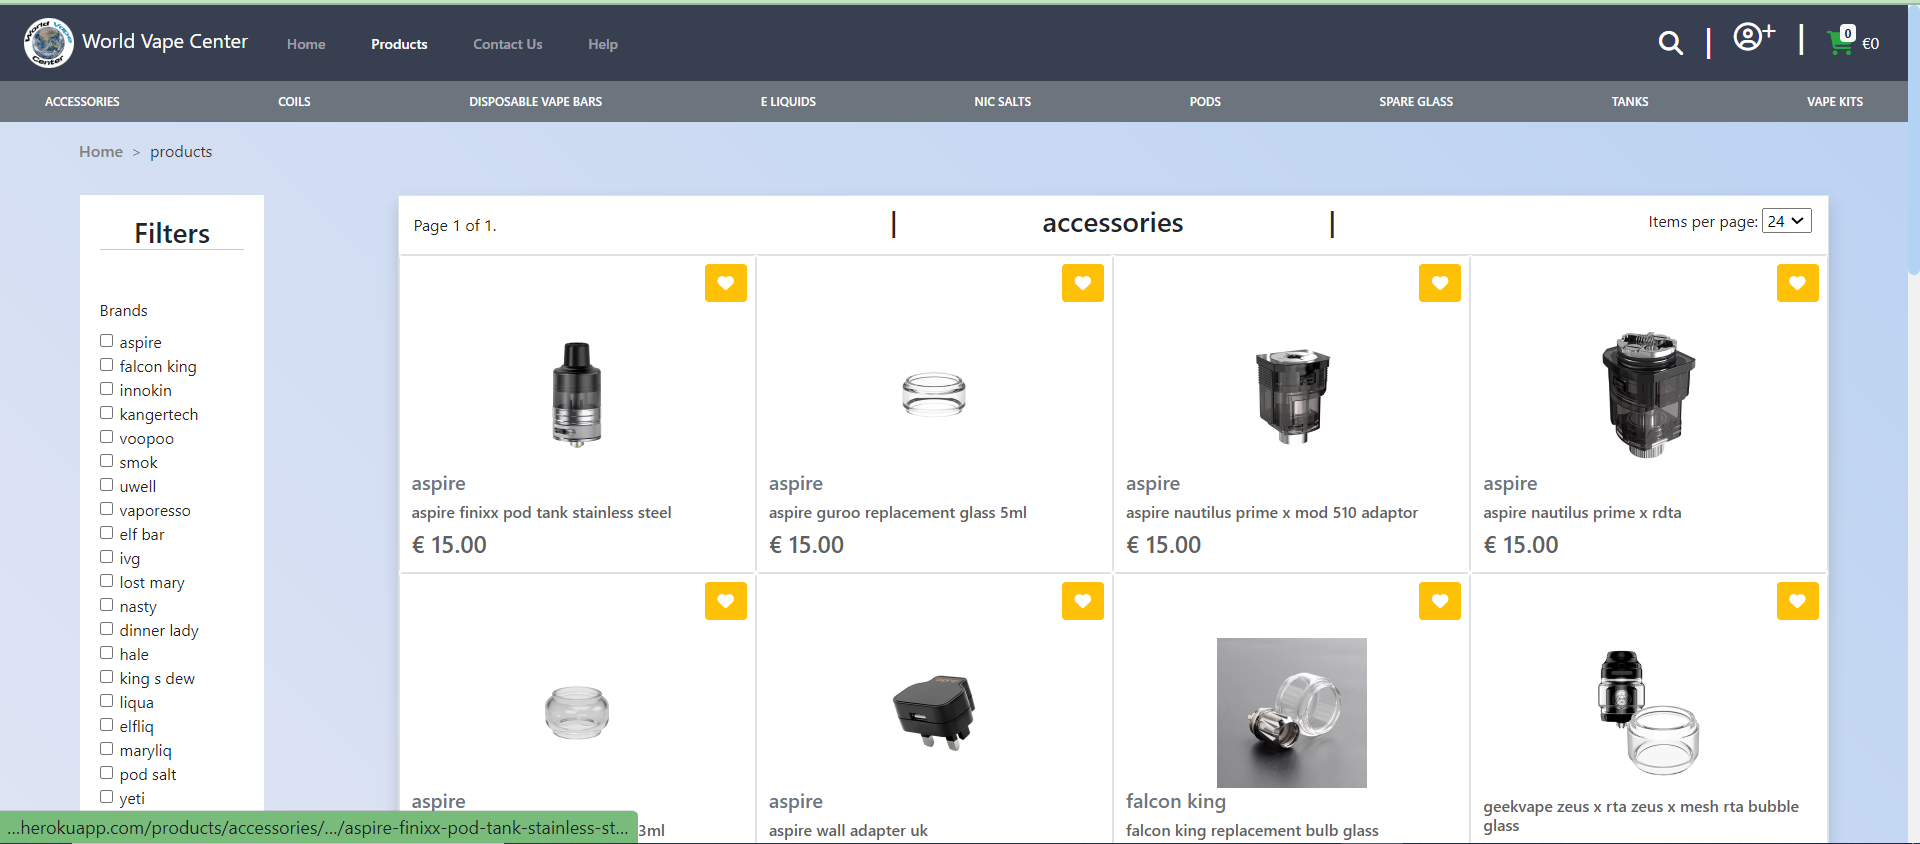 World Vape Center
World Vape Center
Home
Products
Contact Us
Help
0
€0
ACCESSORIES
COILS
DISPOSABLE VAPE BARS
E LIQUIDS
NIC SALTS
PODS
SPARE GLASS
TANKS
VAPE KITS
Home > products
Filters
Brands
aspire
falcon king
innokin
kangertech
voopoo
smok
uwell
vaporesso
elf bar
ivg
lost mary
nasty
dinner lady
hale
king s dew
liqua
elfliq
maryliq
pod salt
yeti
Page 1 of 1.
accessories
Items per page: 24
aspire
aspire finixx pod tank stainless steel
€ 15.00
aspire
aspire guroo replacement glass 5ml
€ 15.00
aspire
aspire nautilus prime x mod 510 adaptor
€ 15.00
aspire
aspire nautilus prime x rdta
€ 15.00
aspire
3ml
aspire
aspire wall adapter uk
falcon king
falcon king replacement bulb glass
geekvape zeus x rta zeus x mesh rta bubble
glass
...herokuapp.com/products/accessories/.../aspire-finixx-pod-tank-stainless-st...